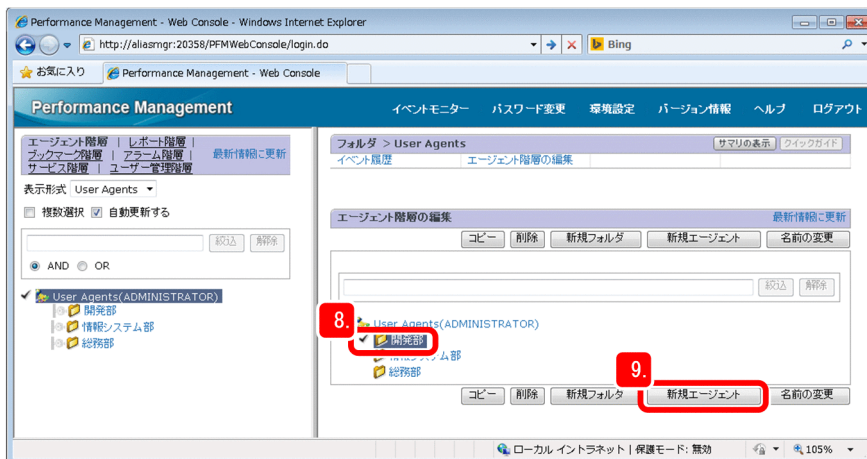 Performance Management - Web Console - Windows Internet Explorer
http://aliasmgr:20358/PFMWebConsole/login.do
Bing
お気に入り
Performance Management - Web Console
Performance Management
イベントモニター パスワード変更 環境設定 バージョン情報 ヘルプ ログアウト
エージェント階層 | レポート階層 |
ブックマーク階層 | アラーム階層 |
サービス階層 | ユーザー管理階層
最新情報に更新
表示形式 User Agents
複数選択 自動更新する
絞込 解除
AND OR
User Agents(ADMINISTRATOR)
開発部
情報システム部
総務部
フォルダ > User Agents
サマリの表示 クイックガイド
イベント履歴 エージェント階層の編集
エージェント階層の編集 最新情報に更新
コピー 削除 新規フォルダ 新規エージェント 名前の変更
絞込 解除
8.
User Agents(ADMINISTRATOR)
開発部
情報システム部
総務部
9.
コピー 削除 新規フォルダ 新規エージェント 名前の変更
ローカル イントラネット | 保護モード: 無効
105%